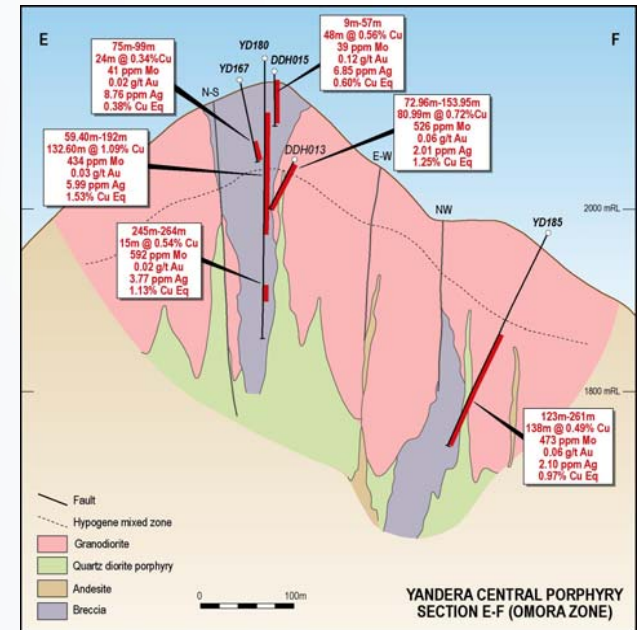 E
F
75m-99m
24m @ 0.34%Cu
41 ppm Mo
0.02 g/t Au
8.76 ppm Ag
0.38% Cu Eq
YD180
YD167
DDH015
N-S
9m-57m
48m @ 0.56% Cu
39 ppm Mo
0.12 g/t Au
6.85 ppm Ag
0.60% Cu Eq
72.96m-153.95m
80.99m @ 0.72%Cu
526 ppm Mo
0.06 g/t Au
2.01 ppm Ag
1.25% Cu Eq
59.40m-192m
132.60m @ 1.09% Cu
434 ppm Mo
0.03 g/t Au
5.99 ppm Ag
1.53% Cu Eq
DDH013
E-W
NW
YD185
2000 mRL
245m-264m
15m @ 0.54% Cu
592 ppm Mo
0.02 g/t Au
3.77 ppm Ag
1.13% Cu Eq
1800 mRL
123m-261m
138m @ 0.49% Cu
473 ppm Mo
0.06 g/t Au
2.10 ppm Ag
0.97% Cu Eq
Fault
Hypogene mixed zone
Granodiorite
Quartz diorite porphyry
Andesite
Breccia
0
100m
YANDERA CENTRAL PORPHYRY
SECTION E-F (OMORA ZONE)